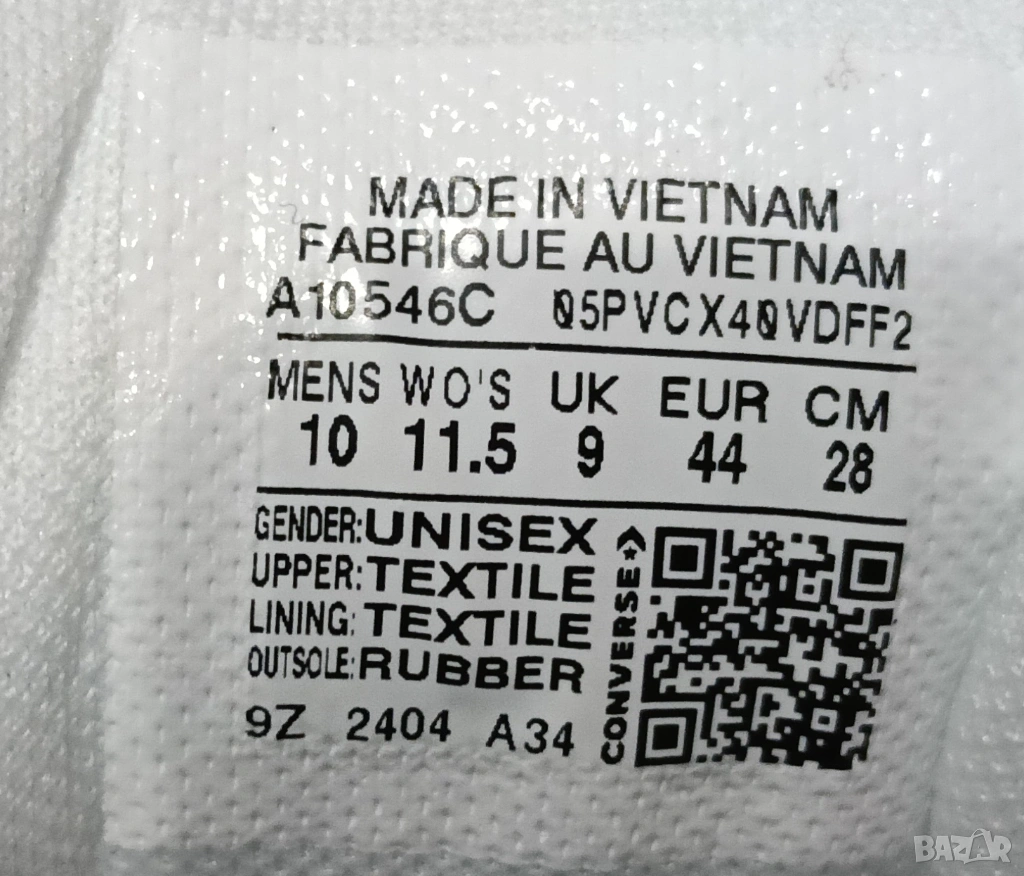 MADE IN VIETNAM
FABRIQUE AU VIETNAM
A10546C 05PVCX40VDFF2
MENS WO'S UK EUR CM
10 11.5 9 44 28
GENDER: UNISEX
UPPER: TEXTILE
LINING: TEXTILE
OUTSOLE: RUBBER
9Z 2404 A34
CONVERSE
BAZAR